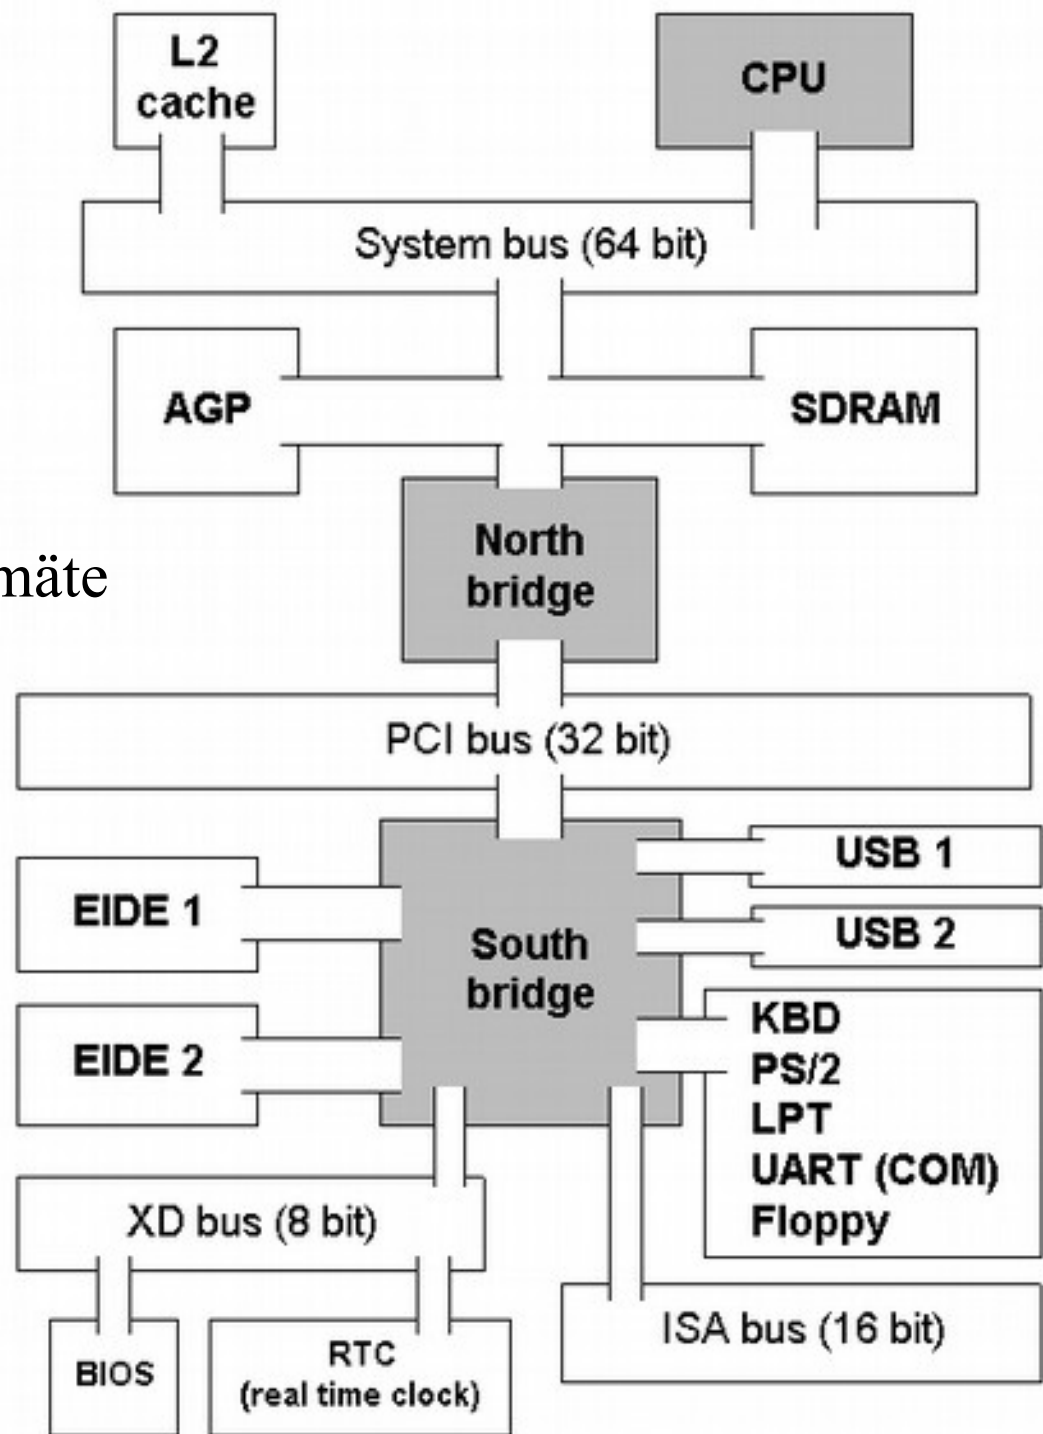 L2
cache
CPU
System bus (64 bit)
AGP
SDRAM
North
bridge
mäte
PCI bus (32 bit)
EIDE 1
South
bridge
USB 1
USB 2
EIDE 2
KBD
PS/2
LPT
UART (COM)
Floppy
XD bus (8 bit)
ISA bus (16 bit)
BIOS
RTC
(real time clock)